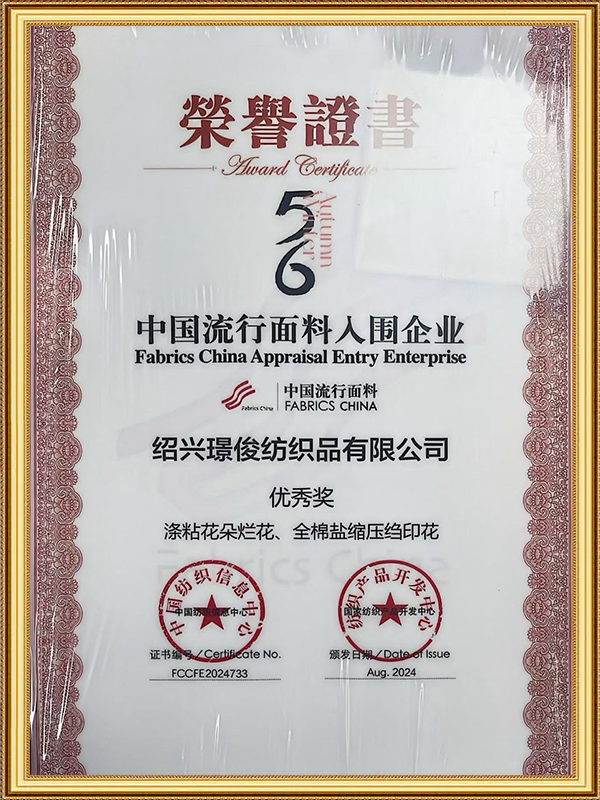 榮譽證書
Award Certificate
56
Autumn
Winter
中国流行面料入围企业
Fabrics China Appraisal Entry Enterprise
Fabrics China
中国流行面料
FABRICS CHINA
绍兴璟俊纺织品有限公司
优秀奖
涤粘花朵烂花、全棉盐缩压绉印花
中国纺织信息中心
中国纺织信息中心
纺织产品开发中心
国家纺织产品开发中心
证书编号/Certificate No.
FCCFE2024733
颁发日期/Date of Issue
Aug. 2024
Fabrics China